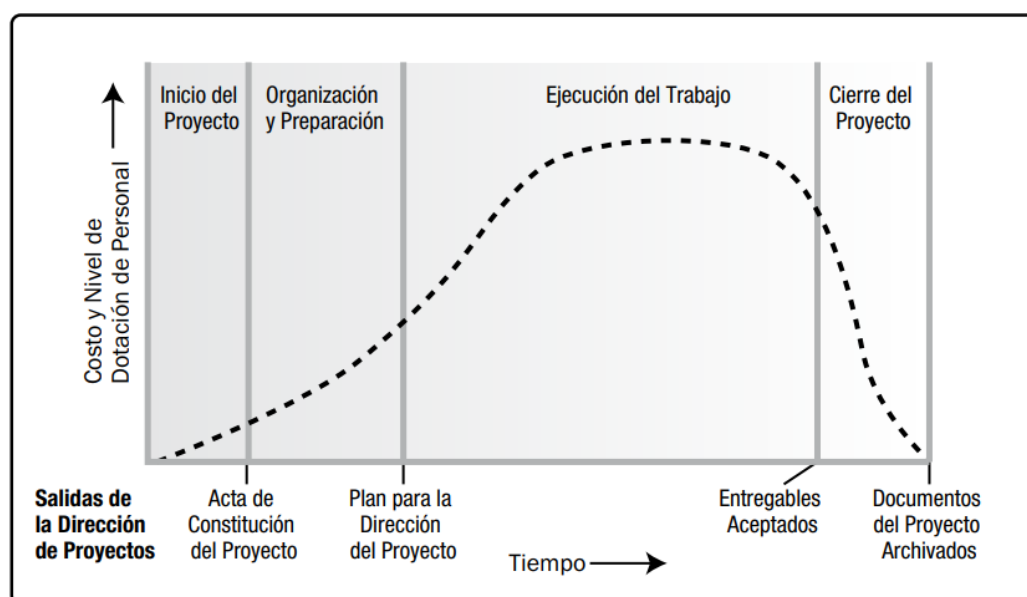 Inicio del
Proyecto
Organización
y Preparación
Ejecución del Trabajo
Cierre del
Proyecto
Costo y Nivel de
Dotación de Personal
Salidas de
la Dirección
de Proyectos
Acta de
Constitución
del Proyecto
Plan para la
Dirección
del Proyecto
Entregables
Aceptados
Documentos
del Proyecto
Archivados
Tiempo